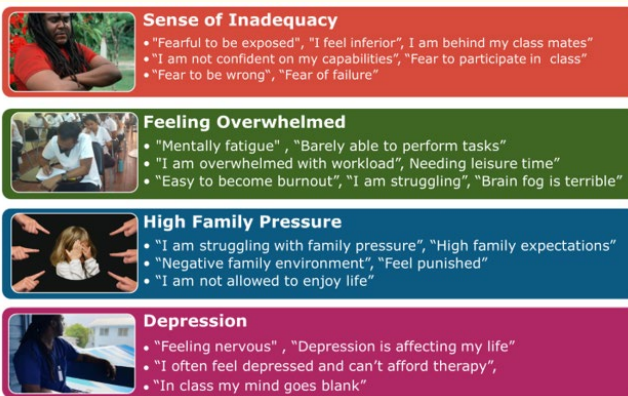 Sense of Inadequacy
• "Fearful to be exposed", "I feel inferior", I am behind my class mates”
• “I am not confident on my capabilities”, “Fear to participate in class”
• “Fear to be wrong“, “Fear of failure”
Feeling Overwhelmed
• "Mentally fatigue" , “Barely able to perform tasks”
• "I am overwhelmed with workload”, Needing leisure time”
• “Easy to become burnout”, “I am struggling”, “Brain fog is terrible”
High Family Pressure
• “I am struggling with family pressure”, “High family expectations”
• “Negative family environment”, “Feel punished”
• “I am not allowed to enjoy life”
Depression
• “Feeling nervous" , “Depression is affecting my life”
• “I often feel depressed and can’t afford therapy”,
• “In class my mind goes blank”